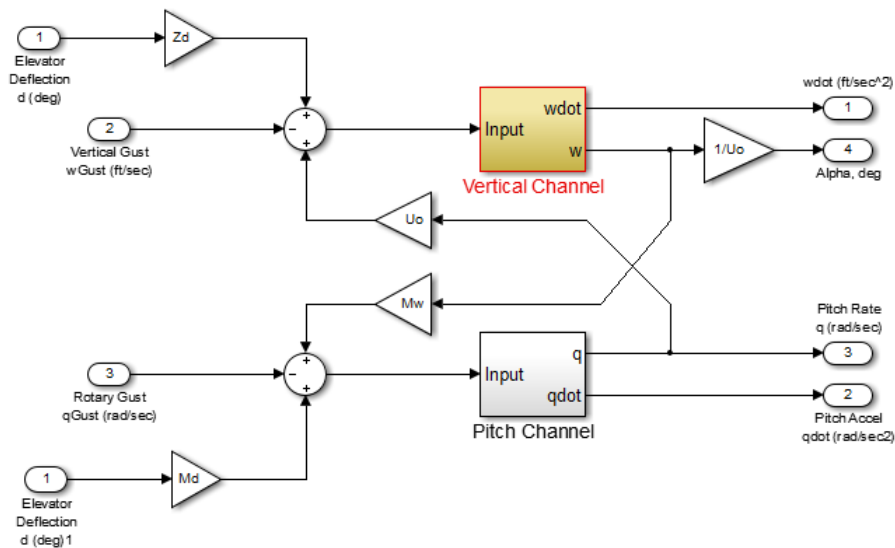 1
Elevator
Deflection
d (deg)
Zd
2
Vertical Gust
wGust (ft/sec)
+
−
+
Input
wdot
w
Vertical Channel
wdot (ft/sec^2)
1
1/Uo
4
Alpha, deg
Uo
Mw
3
Rotary Gust
qGust (rad/sec)
+
−
+
Input
q
qdot
Pitch Channel
Pitch Rate
q (rad/sec)
3
2
Pitch Accel
qdot (rad/sec2)
1
Elevator
Deflection
d (deg)1
Md